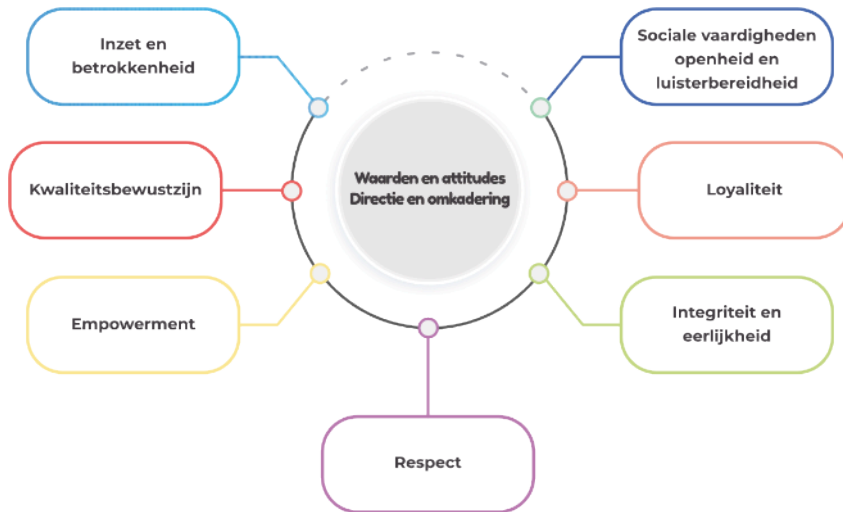 Inzet en
betrokkenheid
Sociale vaardigheden
openheid en
luisterbereidheid
Kwaliteitsbewustzijn
Waarden en attitudes
Directie en omkadering
Loyaliteit
Empowerment
Integriteit en
eerlijkheid
Respect